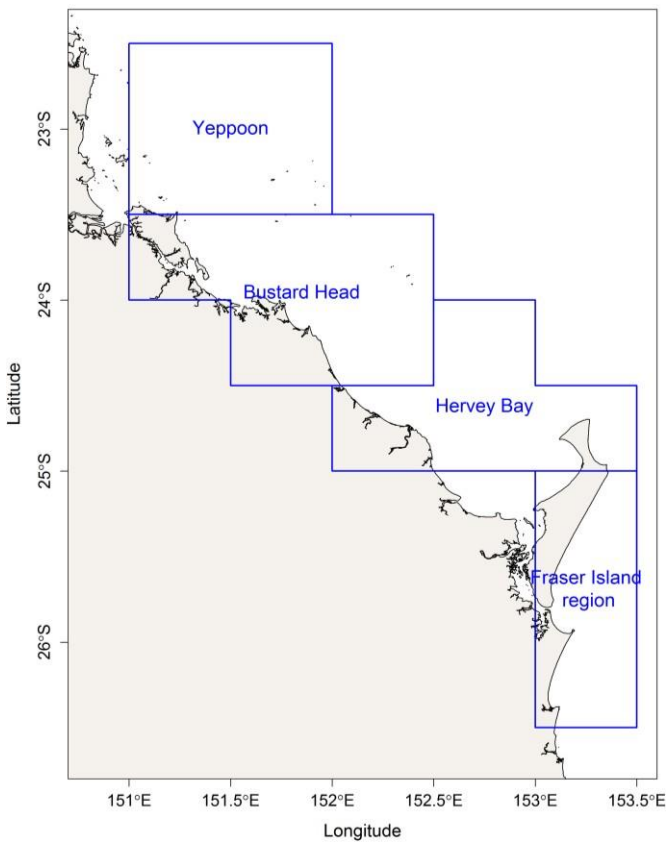 23°S
24°S
25°S
26°S
Latitude
Yeppoon
Bustard Head
Hervey Bay
Fraser Island
region
151°E
151.5°E
152°E
152.5°E
153°E
153.5°E
Longitude